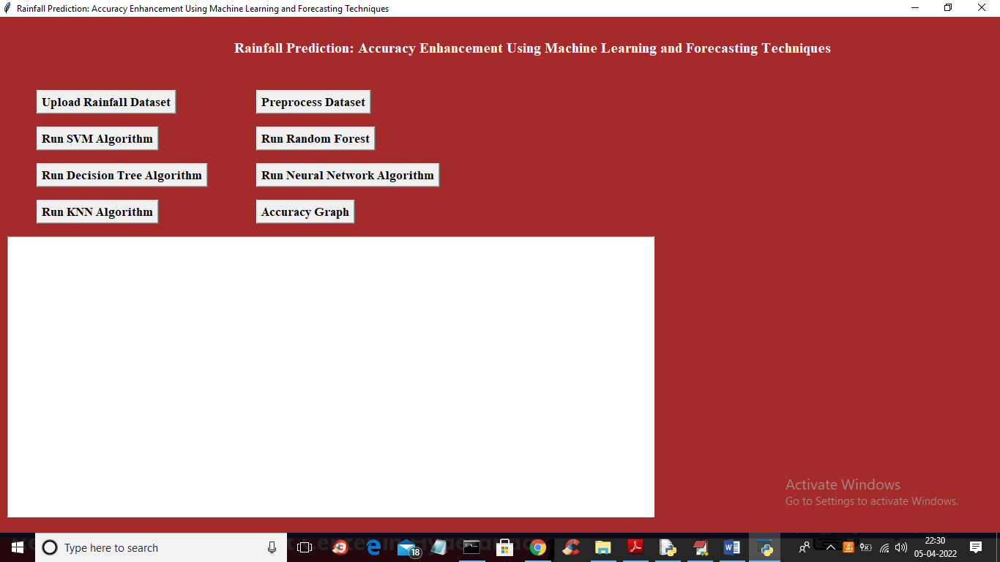 Rainfall Prediction: Accuracy Enhancement Using Machine Learning and Forecasting Techniques
Rainfall Prediction: Accuracy Enhancement Using Machine Learning and Forecasting Techniques
Upload Rainfall Dataset
Preprocess Dataset
Run SVM Algorithm
Run Random Forest
Run Decision Tree Algorithm
Run Neural Network Algorithm
Run KNN Algorithm
Accuracy Graph
Activate Windows
Go to Settings to activate Windows.
Type here to search
18
22:30
05-04-2022